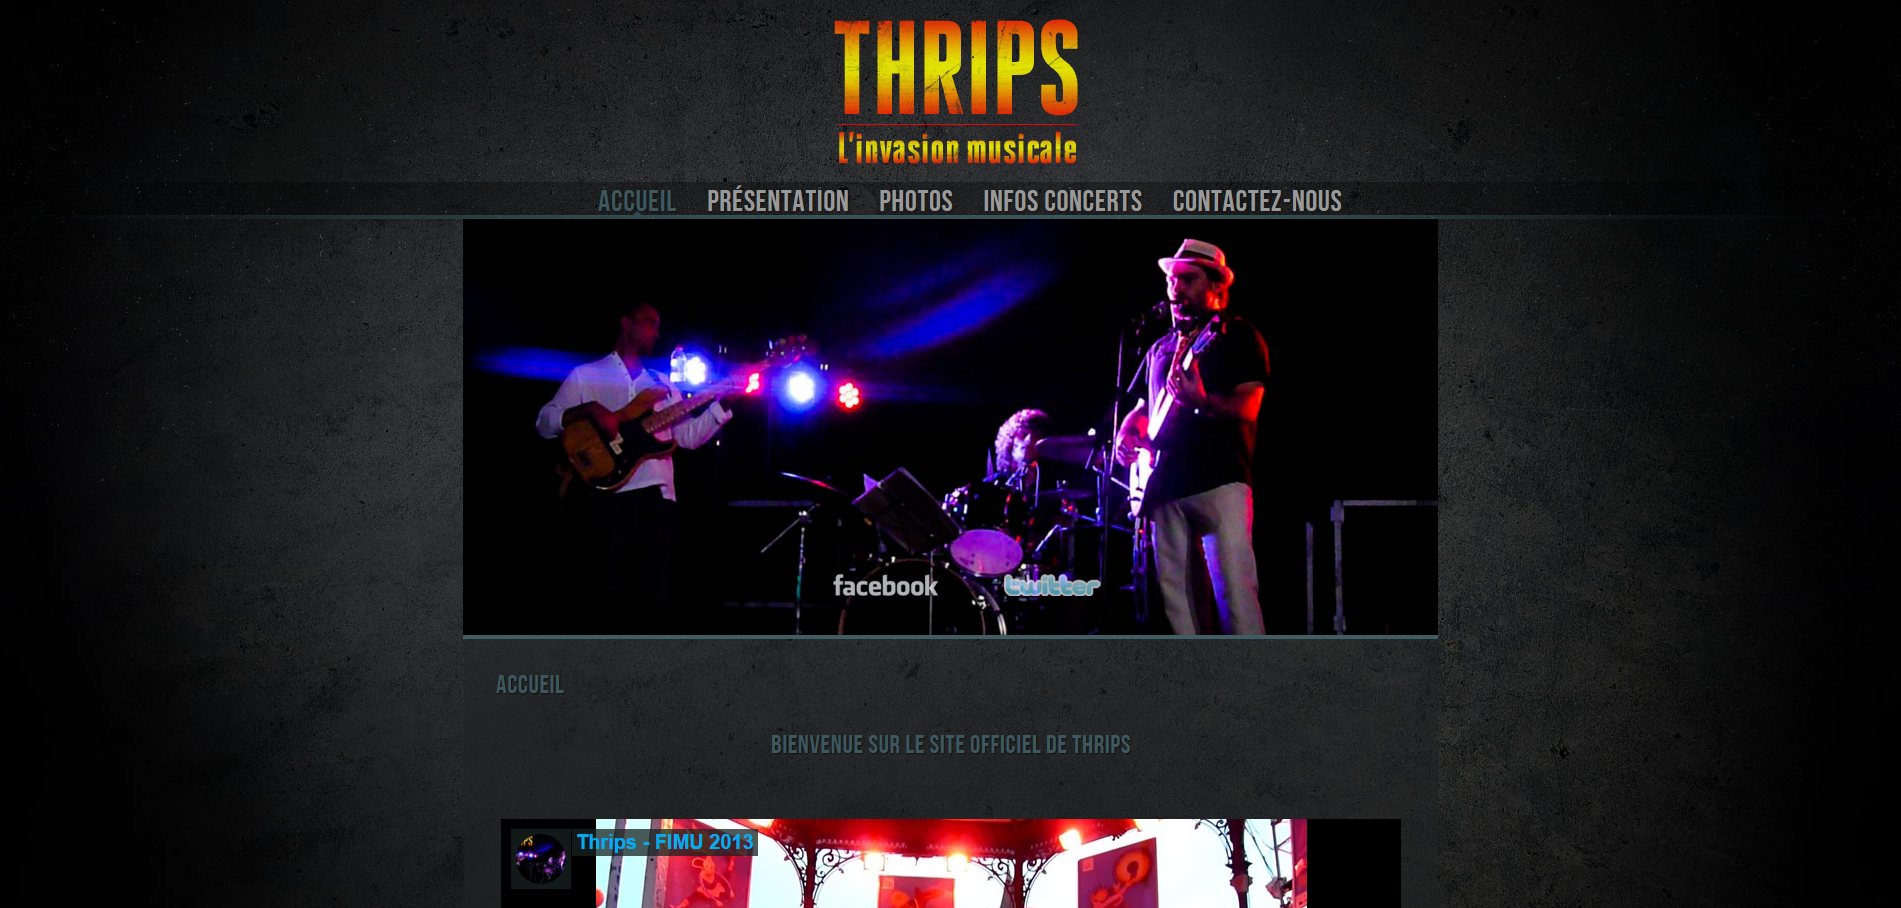 THRIPS
L'invasion musicale
ACCUEIL PRÉSENTATION PHOTOS INFOS CONCERTS CONTACTEZ-NOUS
facebook twitter
ACCUEIL
BIENVENUE SUR LE SITE OFFICIEL DE THRIPS
Thrips - FIMU 2013